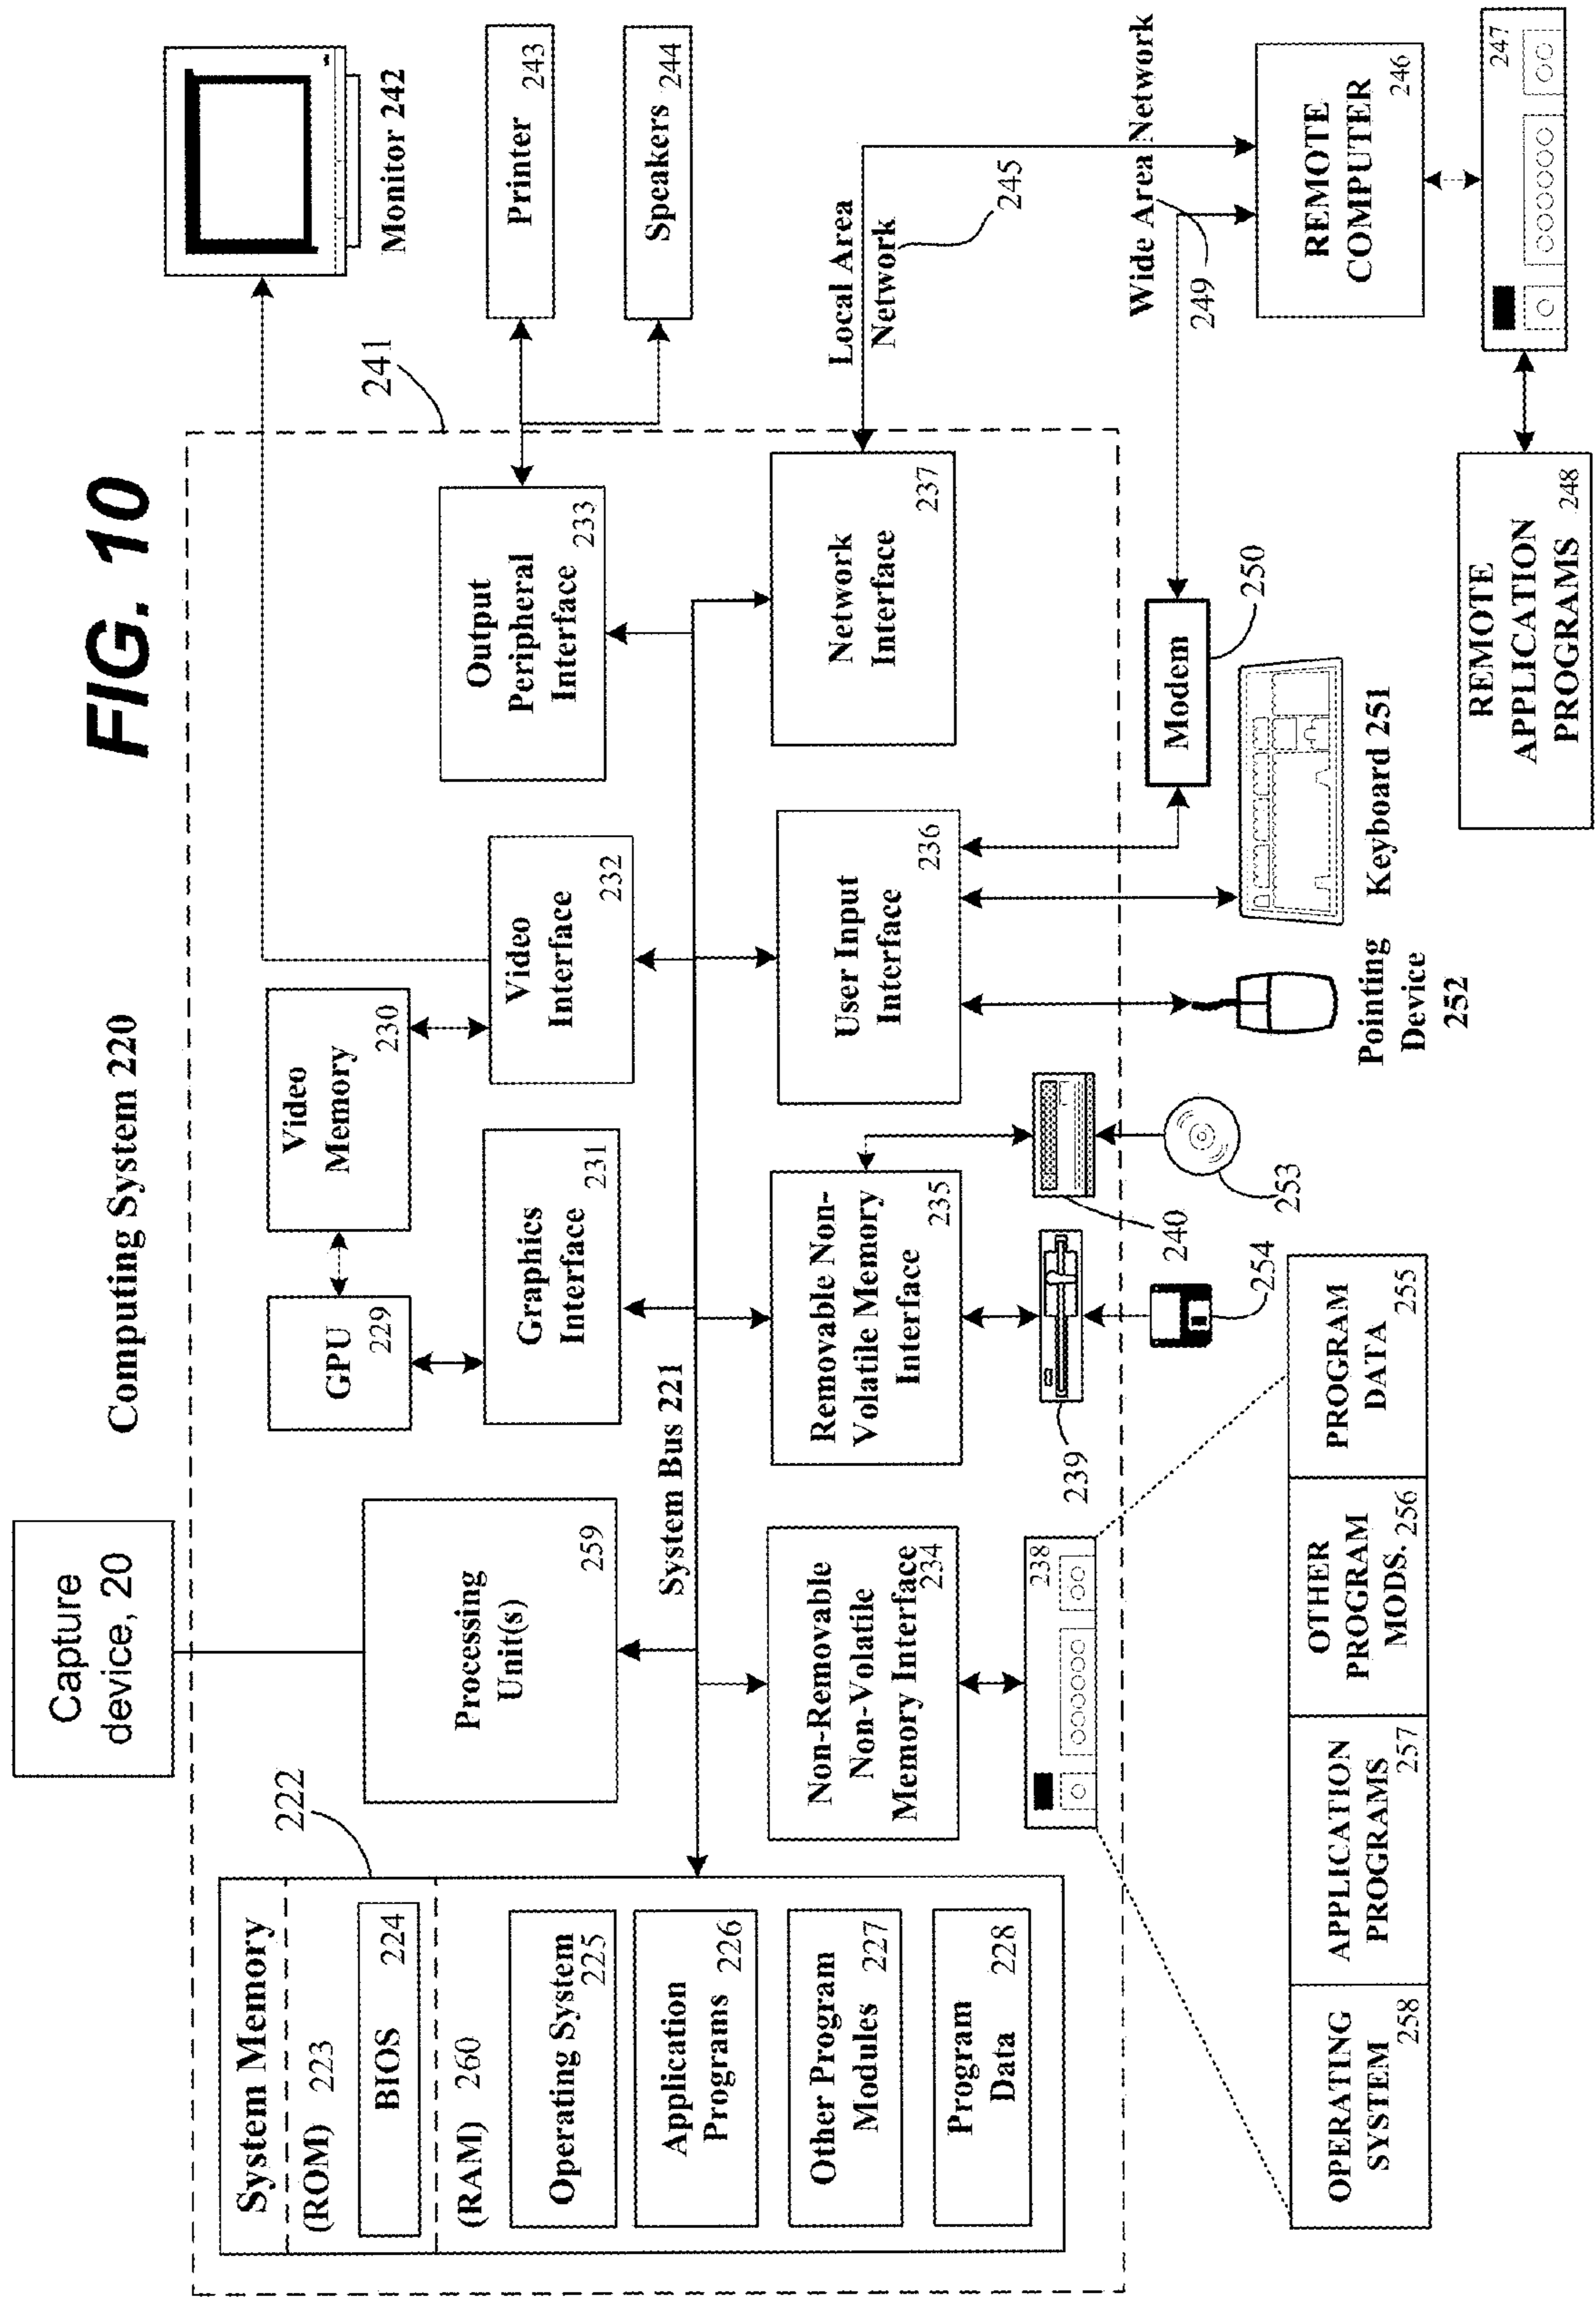 FIG. 10
Computing System 220
Capture
device, 20
222
System Memory
(ROM) 223
BIOS 224
(RAM) 260
Operating System
225
Application
Programs 226
Other Program
Modules 227
Program
Data 228
Processing
Unit(s)
259
System Bus 221
GPU
229
Video
Memory
230
Graphics
Interface
231
Video
Interface
232
Output
Peripheral
Interface
233
241
Monitor 242
Printer
243
Speakers
244
Non-Removable
Non-Volatile
Memory Interface
234
Removable Non-
Volatile Memory
Interface
235
User Input
Interface
236
Network
Interface
237
Local Area
Network
245
Wide Area Network
249
238
239
240
254
253
Pointing
Device
252
Keyboard 251
Modem
250
REMOTE
COMPUTER
246
247
REMOTE
APPLICATION
PROGRAMS 248
OPERATING
SYSTEM
258
APPLICATION
PROGRAMS
257
OTHER
PROGRAM
MODS. 256
PROGRAM
DATA
255